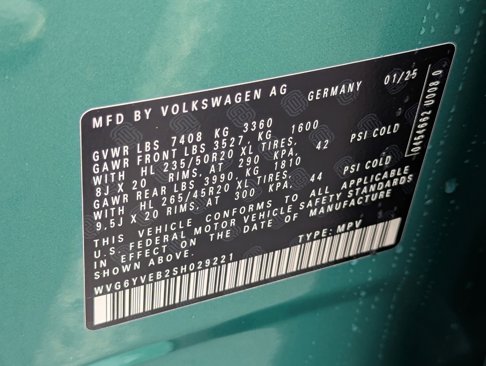 MFD BY VOLKSWAGEN AG GERMANY 01/25
GVWR LBS 7408 KG 3360
GAWR FRONT LBS 3527, KG 1600
WITH HL 235/50R20 XL TIRES,
8J X 20 RIMS, AT 290 KPA, 42 PSI COLD
GAWR REAR LBS 3990, KG 1810
WITH HL 265/45R20 XL TIRES,
9.5J X 20 RIMS, AT 300 KPA, 44 PSI COLD
THIS VEHICLE CONFORMS TO ALL APPLICABLE
U.S. FEDERAL MOTOR VEHICLE SAFETY STANDARDS
IN EFFECT ON THE DATE OF MANUFACTURE
SHOWN ABOVE. TYPE: MPV
WVG6YVEB2SH029221
0454662 U008 0